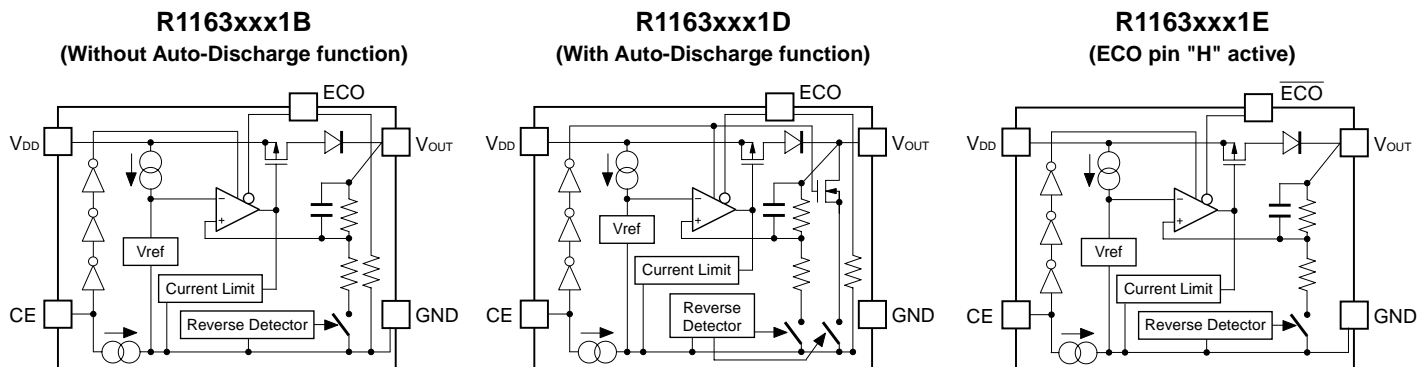 R1163xxx1B
(Without Auto-Discharge function)
ECO
VDD
VOUT
−
+
Vref
Current Limit
CE
GND
Reverse Detector
R1163xxx1D
(With Auto-Discharge function)
ECO
VDD
VOUT
−
+
Vref
Current Limit
CE
GND
Reverse
Detector
R1163xxx1E
(ECO pin "H" active)
ECO
VDD
VOUT
−
+
Vref
Current Limit
CE
GND
Reverse Detector